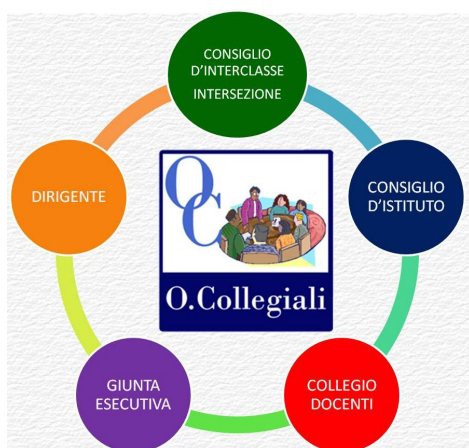 CONSIGLIO
D'INTERCLASSE
INTERSEZIONE
DIRIGENTE
CONSIGLIO
D'ISTITUTO
OC
O.Collegiali
GIUNTA
ESECUTIVA
COLLEGIO
DOCENTI